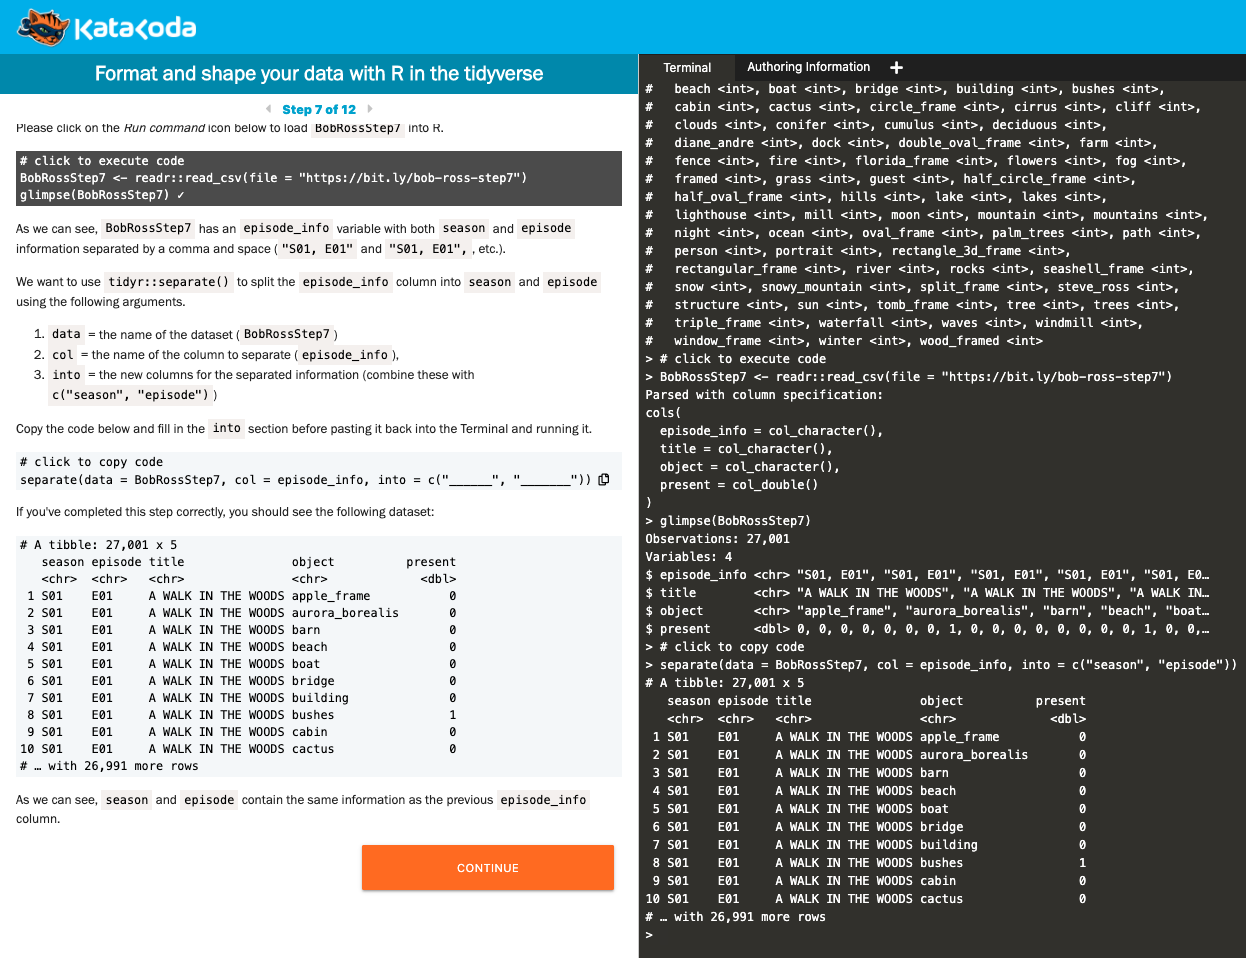 KataKoda
Format and shape your data with R in the tidyverse
Step 7 of 12
Please click on the Run command icon below to load BobRossStep7 into R.
# click to execute code
BobRossStep7 <- readr::read_csv(file = "https://bit.ly/bob-ross-step7")
glimpse(BobRossStep7) ✓
As we can see, BobRossStep7 has an episode_info variable with both season and episode
information separated by a comma and space ( "S01, E01" and "S01, E01", , etc.).
We want to use tidyr::separate() to split the episode_info column into season and episode
using the following arguments.
1. data = the name of the dataset ( BobRossStep7 )
2. col = the name of the column to separate ( episode_info ),
3. into = the new columns for the separated information (combine these with
c("season", "episode") )
Copy the code below and fill in the into section before pasting it back into the Terminal and running it.
# click to copy code
separate(data = BobRossStep7, col = episode_info, into = c("______", "_______"))
If you've completed this step correctly, you should see the following dataset:
# A tibble: 27,001 x 5
season episode title object present
<chr> <chr> <chr> <chr> <dbl>
1 S01 E01 A WALK IN THE WOODS apple_frame 0
2 S01 E01 A WALK IN THE WOODS aurora_borealis 0
3 S01 E01 A WALK IN THE WOODS barn 0
4 S01 E01 A WALK IN THE WOODS beach 0
5 S01 E01 A WALK IN THE WOODS boat 0
6 S01 E01 A WALK IN THE WOODS bridge 0
7 S01 E01 A WALK IN THE WOODS building 0
8 S01 E01 A WALK IN THE WOODS bushes 1
9 S01 E01 A WALK IN THE WOODS cabin 0
10 S01 E01 A WALK IN THE WOODS cactus 0
# … with 26,991 more rows
As we can see, season and episode contain the same information as the previous episode_info
column.
CONTINUE
Terminal Authoring Information +
# beach <int>, boat <int>, bridge <int>, building <int>, bushes <int>,
# cabin <int>, cactus <int>, circle_frame <int>, cirrus <int>, cliff <int>,
# clouds <int>, conifer <int>, cumulus <int>, deciduous <int>,
# diane_andre <int>, dock <int>, double_oval_frame <int>, farm <int>,
# fence <int>, fire <int>, florida_frame <int>, flowers <int>, fog <int>,
# framed <int>, grass <int>, guest <int>, half_circle_frame <int>,
# half_oval_frame <int>, hills <int>, lake <int>, lakes <int>,
# lighthouse <int>, mill <int>, moon <int>, mountain <int>, mountains <int>,
# night <int>, ocean <int>, oval_frame <int>, palm_trees <int>, path <int>,
# person <int>, portrait <int>, rectangle_3d_frame <int>,
# rectangular_frame <int>, river <int>, rocks <int>, seashell_frame <int>,
# snow <int>, snowy_mountain <int>, split_frame <int>, steve_ross <int>,
# structure <int>, sun <int>, tomb_frame <int>, tree <int>, trees <int>,
# triple_frame <int>, waterfall <int>, waves <int>, windmill <int>,
# window_frame <int>, winter <int>, wood_framed <int>
> # click to execute code
> BobRossStep7 <- readr::read_csv(file = "https://bit.ly/bob-ross-step7")
Parsed with column specification:
cols(
episode_info = col_character(),
title = col_character(),
object = col_character(),
present = col_double()
)
> glimpse(BobRossStep7)
Observations: 27,001
Variables: 4
$ episode_info <chr> "S01, E01", "S01, E01", "S01, E01", "S01, E01", "S01, E0…
$ title <chr> "A WALK IN THE WOODS", "A WALK IN THE WOODS", "A WALK IN…
$ object <chr> "apple_frame", "aurora_borealis", "barn", "beach", "boat…
$ present <dbl> 0, 0, 0, 0, 0, 0, 0, 1, 0, 0, 0, 0, 0, 0, 0, 0, 1, 0, 0,…
> # click to copy code
> separate(data = BobRossStep7, col = episode_info, into = c("season", "episode"))
# A tibble: 27,001 x 5
season episode title object present
<chr> <chr> <chr> <chr> <dbl>
1 S01 E01 A WALK IN THE WOODS apple_frame 0
2 S01 E01 A WALK IN THE WOODS aurora_borealis 0
3 S01 E01 A WALK IN THE WOODS barn 0
4 S01 E01 A WALK IN THE WOODS beach 0
5 S01 E01 A WALK IN THE WOODS boat 0
6 S01 E01 A WALK IN THE WOODS bridge 0
7 S01 E01 A WALK IN THE WOODS building 0
8 S01 E01 A WALK IN THE WOODS bushes 1
9 S01 E01 A WALK IN THE WOODS cabin 0
10 S01 E01 A WALK IN THE WOODS cactus 0
# … with 26,991 more rows
>